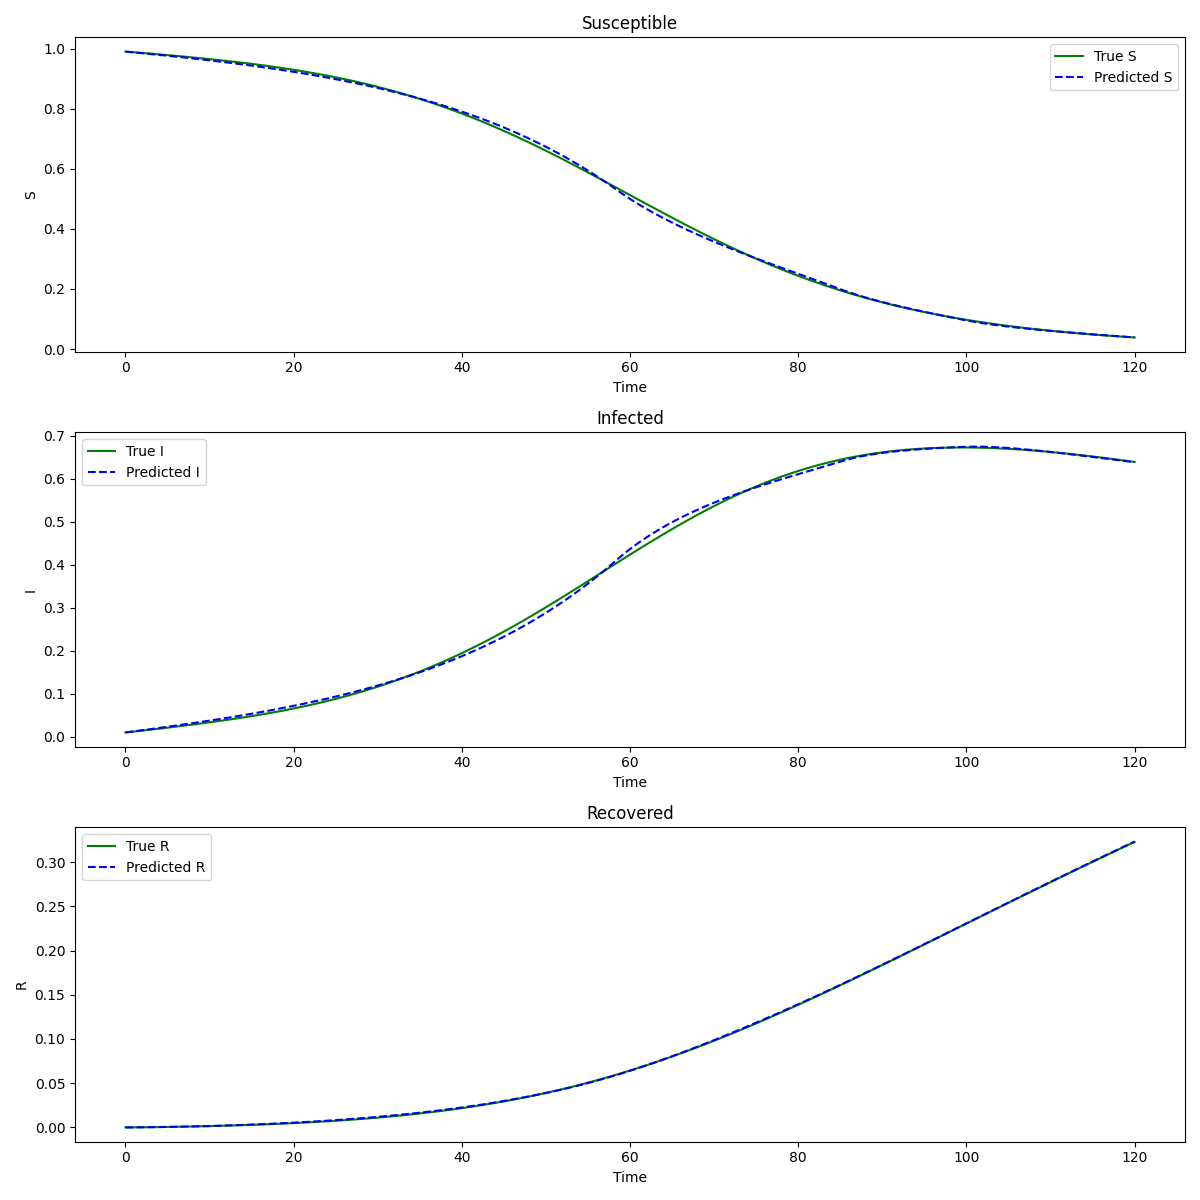 Susceptible
1.0
0.8
0.6
0.4
0.2
0.0
S
True S
Predicted S
0 20 40 60 80 100 120
Time
Infected
0.7
0.6
0.5
0.4
0.3
0.2
0.1
0.0
I
True I
Predicted I
0 20 40 60 80 100 120
Time
Recovered
0.30
0.25
0.20
0.15
0.10
0.05
0.00
R
True R
Predicted R
0 20 40 60 80 100 120
Time